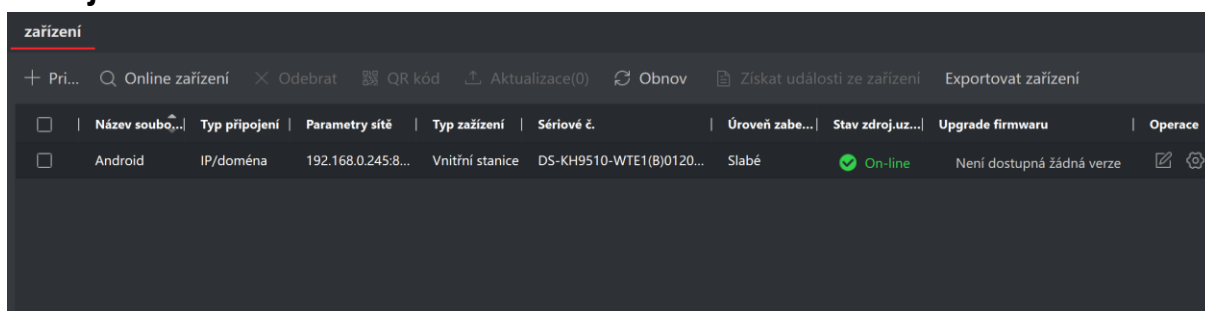 zařízení
Pri... Online zařízení Odebrat QR kód Aktualizace(0) Obnov Získat události ze zařízení Exportovat zařízení
Název soubo...| Typ připojení | Parametry sítě | Typ zažízení | Sériové č. | Úroveň zabe...| Stav zdroj.uz...| Upgrade firmwaru | Operace
Android IP/doména 192.168.0.245:8... Vnitřní stanice DS-KH9510-WTE1(B)0120... Slabé On-line Není dostupná žádná verze